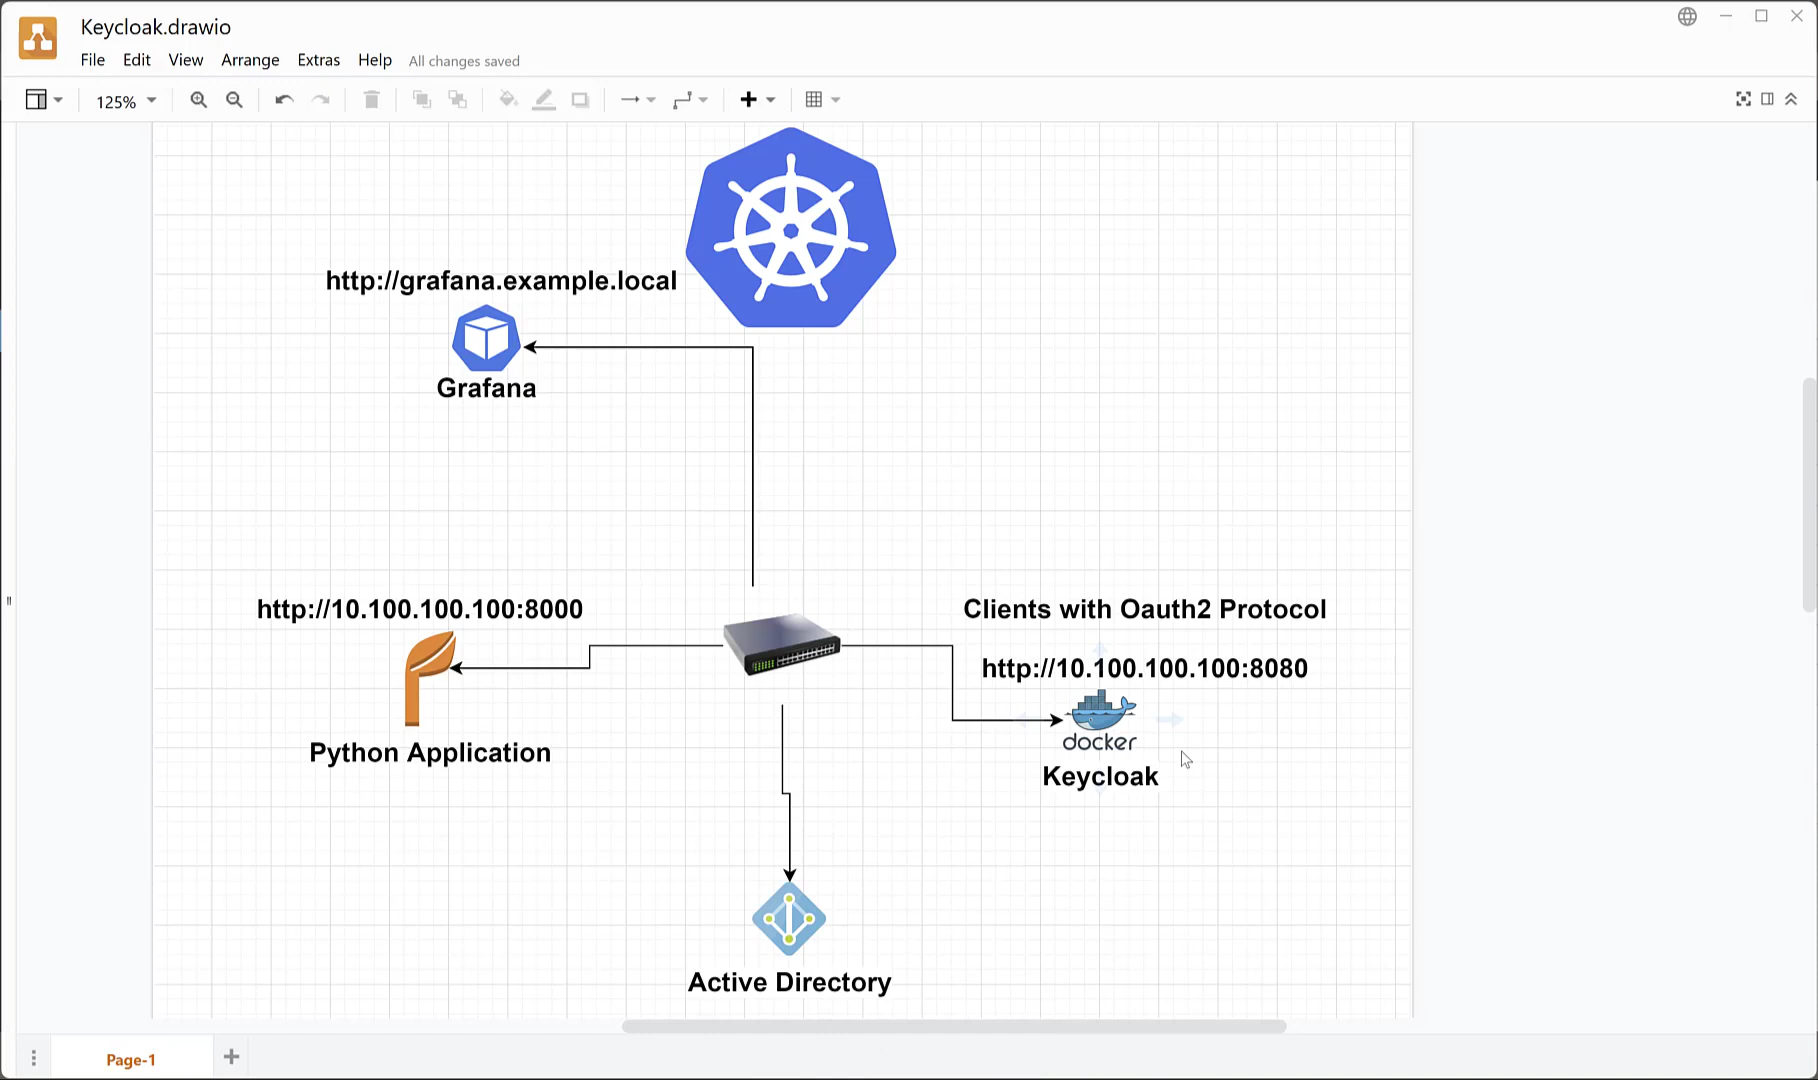 Keycloak.drawio
File Edit View Arrange Extras Help All changes saved
125%
http://grafana.example.local
Grafana
http://10.100.100.100:8000
Python Application
Clients with Oauth2 Protocol
http://10.100.100.100:8080
docker
Keycloak
Active Directory
Page-1